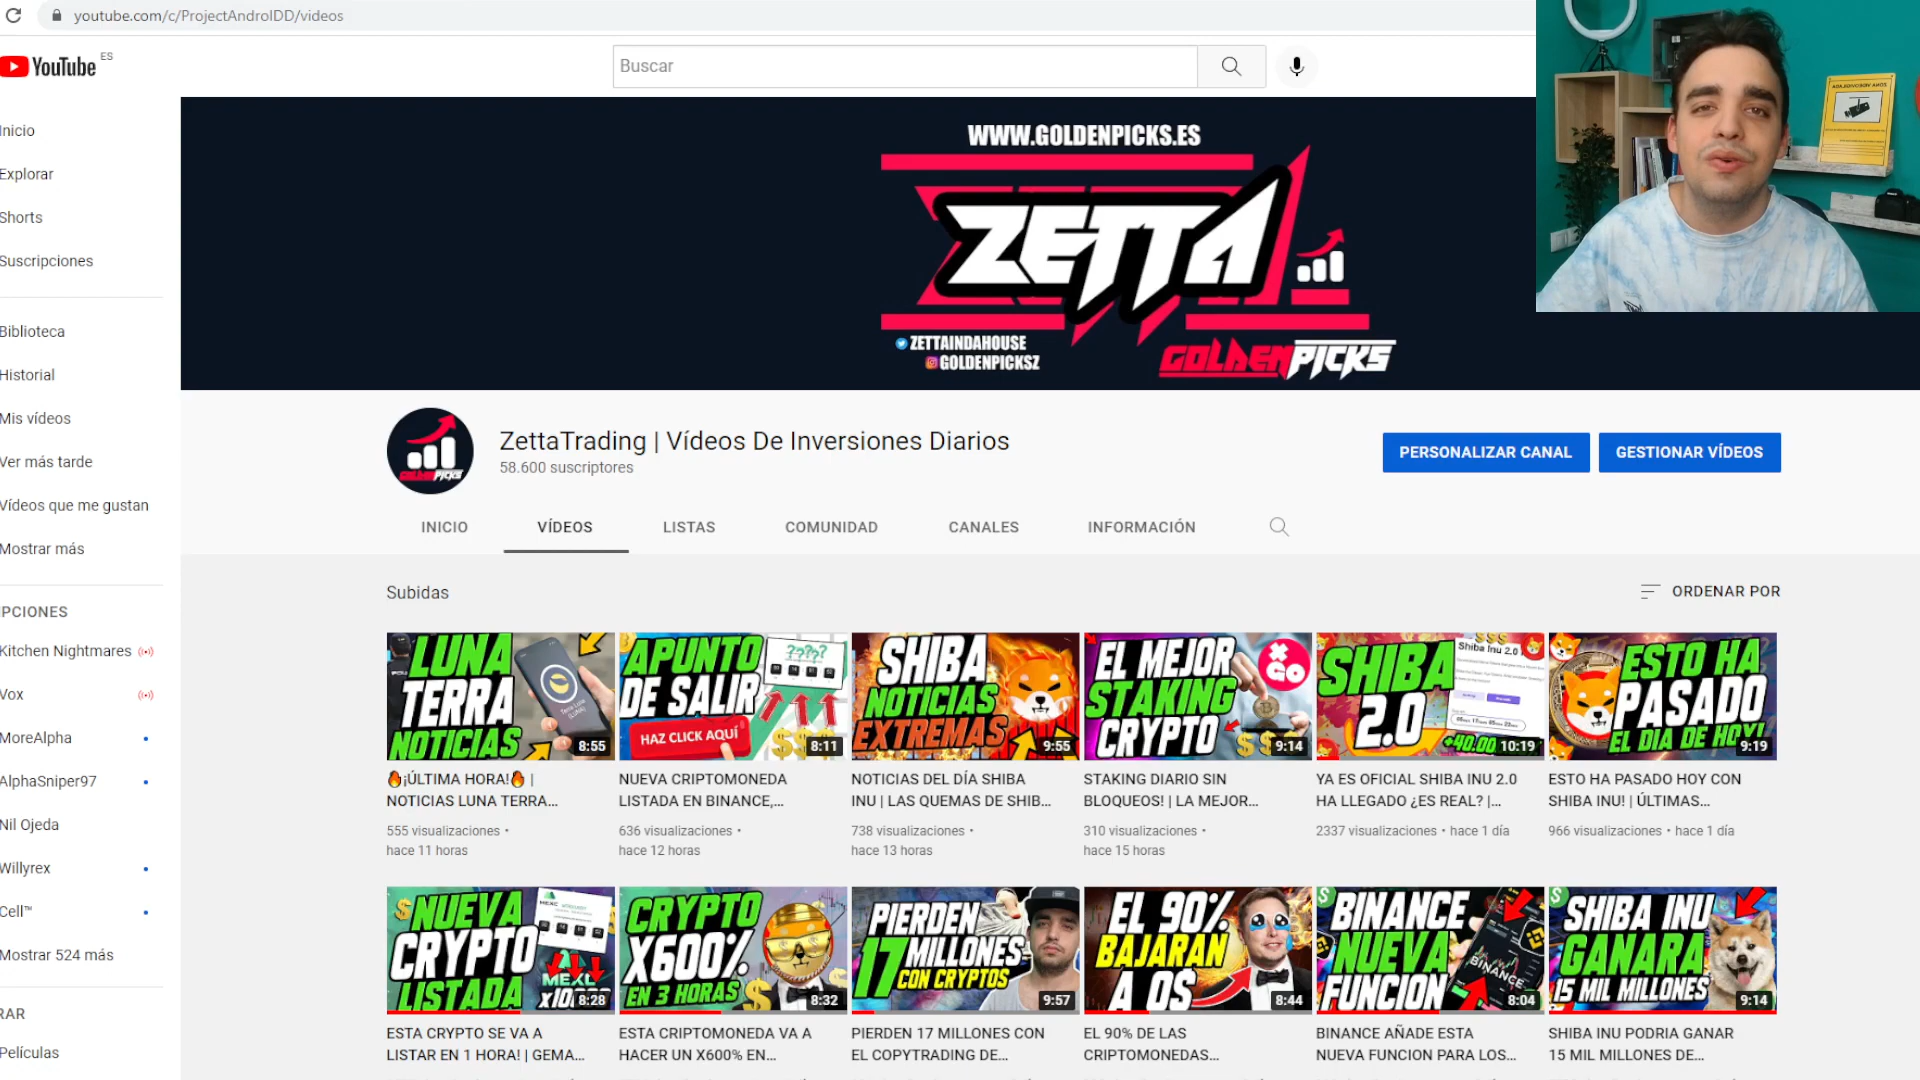 youtube.com/c/ProjectAndroIDD/videos
YouTube ES
Buscar
Inicio
Explorar
Shorts
Suscripciones
Biblioteca
Historial
Mis vídeos
Ver más tarde
Vídeos que me gustan
Mostrar más
IPCIONES
Kitchen Nightmares
Vox
MoreAlpha
AlphaSniper97
Nil Ojeda
Willyrex
Cell™
Mostrar 524 más
RAR
Películas
WWW.GOLDENPICKS.ES
ZETTA
ZETTAINDAHOUSE
GOLDENPICKSZ
GOLDENPICKS
GOLDENPICKS
ZettaTrading | Vídeos De Inversiones Diarios
58.600 suscriptores
PERSONALIZAR CANAL
GESTIONAR VÍDEOS
INICIO VÍDEOS LISTAS COMUNIDAD CANALES INFORMACIÓN
Subidas
ORDENAR POR
LUNA
TERRA
NOTICIAS
Terra Luna
(LUNA)
8:55
🔥¡ÚLTIMA HORA!🔥 |
NOTICIAS LUNA TERRA...
555 visualizaciones •
hace 11 horas
APUNTO
DE SALIR
????
HAZ CLICK AQUÍ
8:11
NUEVA CRIPTOMONEDA
LISTADA EN BINANCE,...
636 visualizaciones •
hace 12 horas
SHIBA
NOTICIAS
EXTREMAS
9:55
NOTICIAS DEL DÍA SHIBA
INU | LAS QUEMAS DE SHIB...
738 visualizaciones •
hace 13 horas
EL MEJOR
STAKING
CRYPTO
XGO
9:14
STAKING DIARIO SIN
BLOQUEOS! | LA MEJOR...
310 visualizaciones •
hace 15 horas
SHIBA
2.0
Shiba Inu 2.0
+40.00
10:19
YA ES OFICIAL SHIBA INU 2.0
HA LLEGADO ¿ES REAL? |...
2337 visualizaciones • hace 1 día
ESTO HA
PASADO
EL DIA DE HOY!
9:19
ESTO HA PASADO HOY CON
SHIBA INU! | ÚLTIMAS...
966 visualizaciones • hace 1 día
NUEVA
CRYPTO
LISTADA
MEXC
8:28
ESTA CRYPTO SE VA A
LISTAR EN 1 HORA! | GEMA...
CRYPTO
X600%
EN 3 HORAS
8:32
ESTA CRIPTOMONEDA VA A
HACER UN X600% EN...
PIERDEN
17 MILLONES
CON CRYPTOS
9:57
PIERDEN 17 MILLONES CON
EL COPYTRADING DE...
EL 90%
BAJARAN
A 0$
8:44
EL 90% DE LAS
CRIPTOMONEDAS...
BINANCE
NUEVA
FUNCION
BINANCE
8:04
BINANCE AÑADE ESTA
NUEVA FUNCION PARA LOS...
SHIBA INU
GANARA
15 MIL MILLONES
9:14
SHIBA INU PODRIA GANAR
15 MIL MILLONES DE...